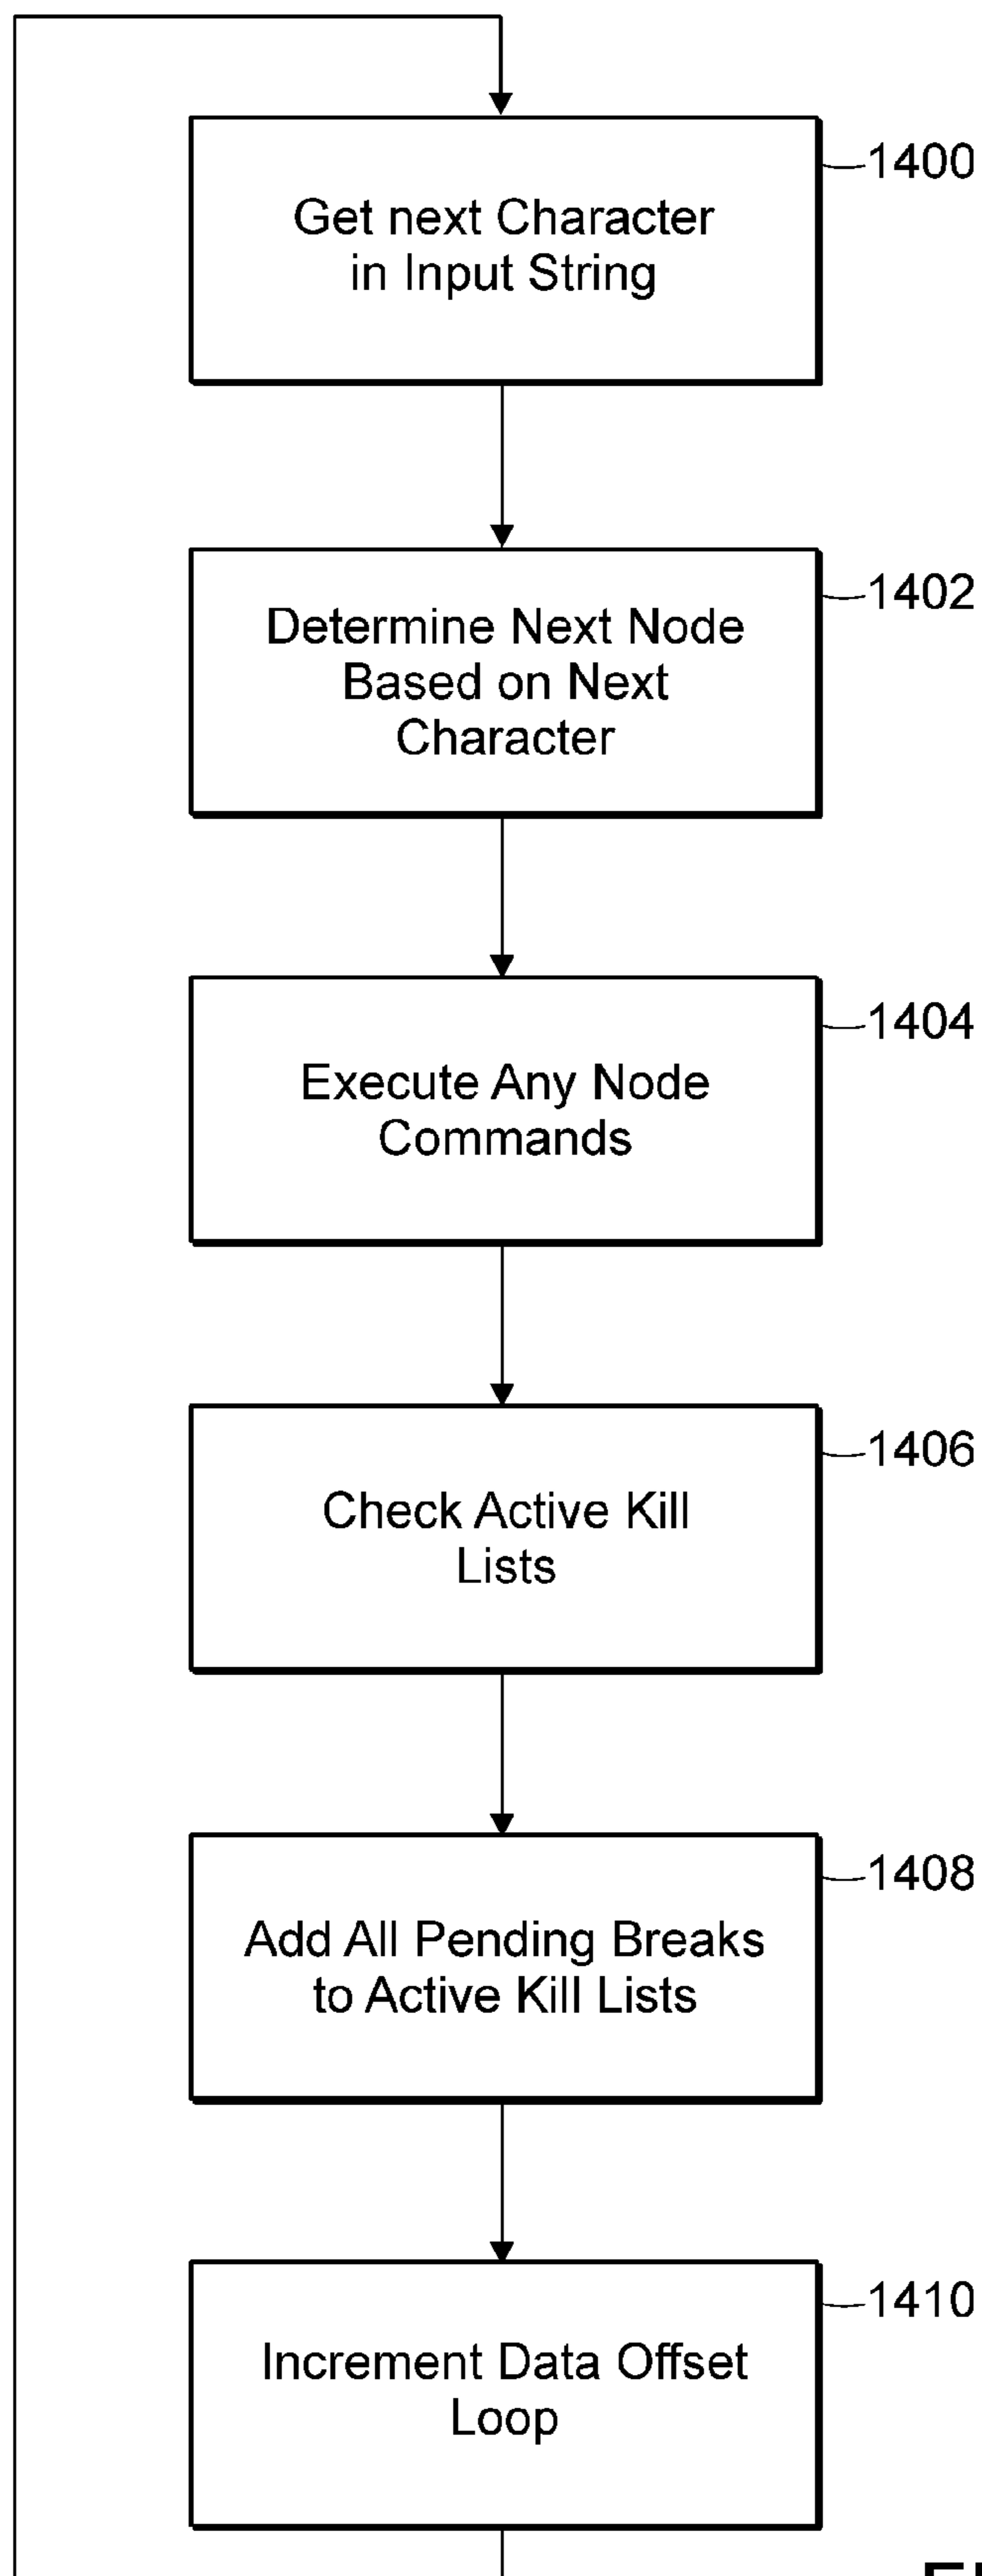 1400
Get next Character
in Input String
1402
Determine Next Node
Based on Next
Character
1404
Execute Any Node
Commands
1406
Check Active Kill
Lists
1408
Add All Pending Breaks
to Active Kill Lists
1410
Increment Data Offset
Loop